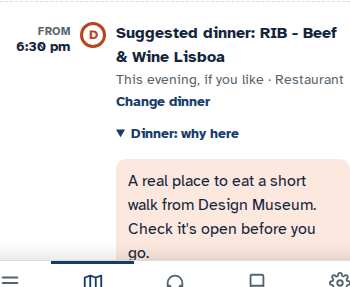 FROM
6:30 pm
D
Suggested dinner: RIB - Beef
& Wine Lisboa
This evening, if you like · Restaurant
Change dinner
▼ Dinner: why here
A real place to eat a short
walk from Design Museum.
Check it's open before you
go.